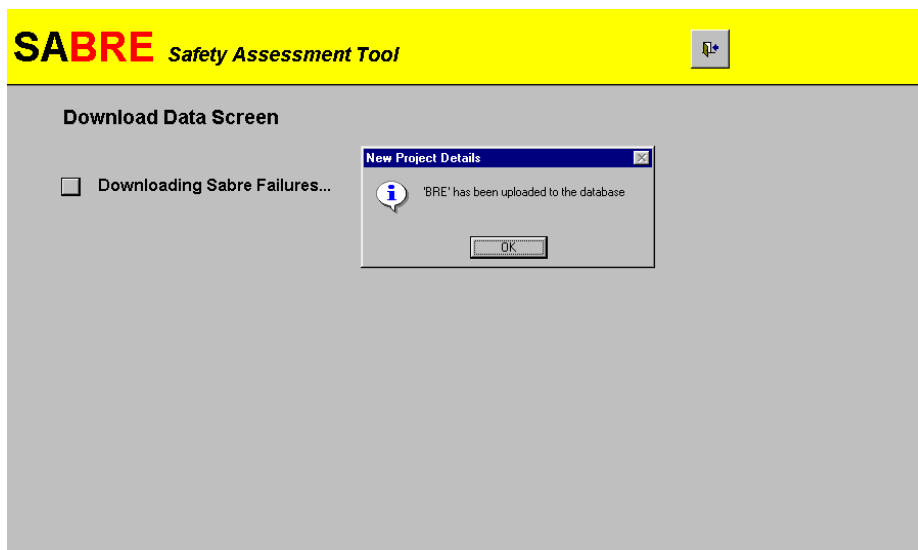 SABRE Safety Assessment Tool
Download Data Screen
New Project Details
Downloading Sabre Failures...
'BRE' has been uploaded to the database
OK